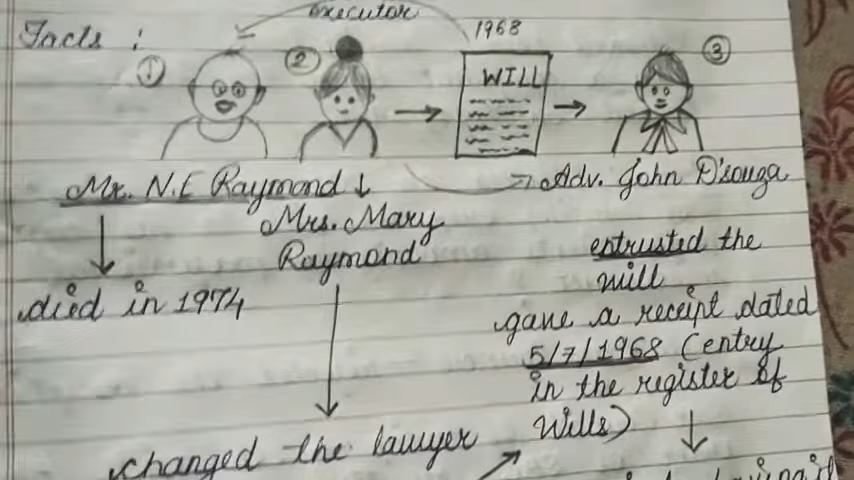 Facts :
executor
1968
① ② ③
WILL
Mr. N.E Raymond
Adv. John D'souza
Mrs. Mary
Raymond
died in 1974
entrusted the
will
gave a receipt dated
5/7/1968 (entry
in the register of
Wills)
changed the lawyer